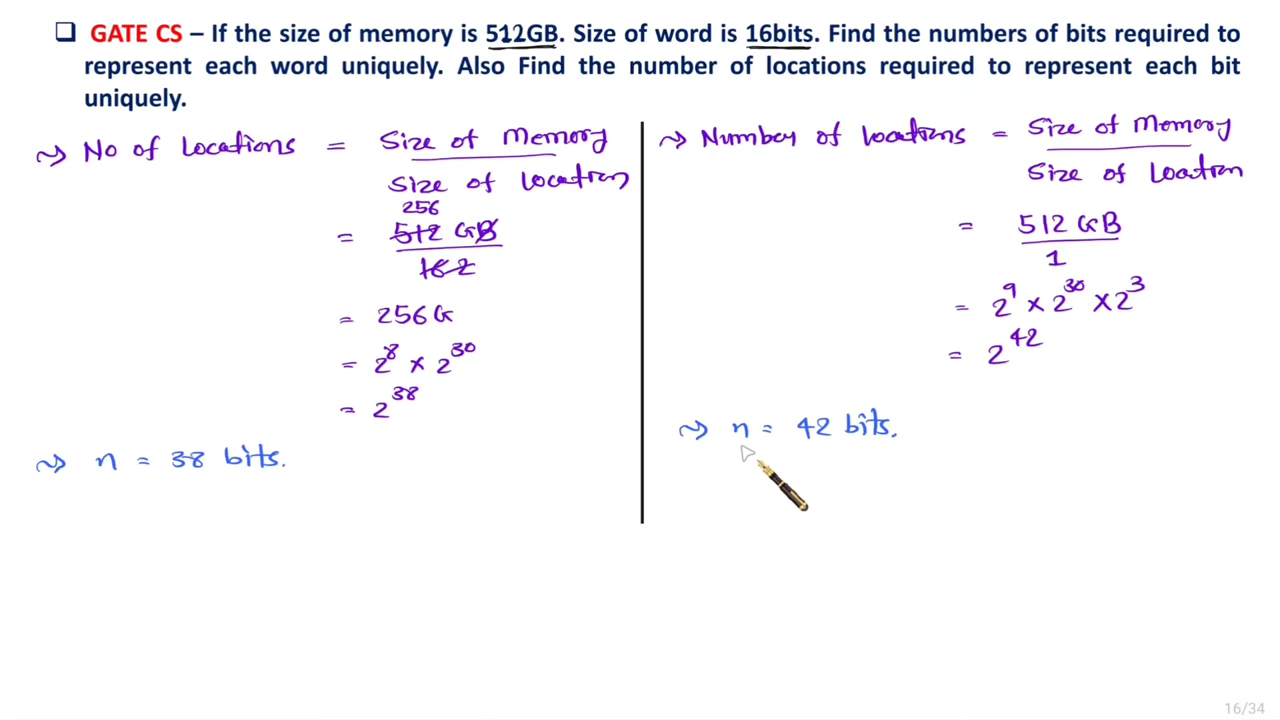 ❑ GATE CS – If the size of memory is 512GB. Size of word is 16bits. Find the numbers of bits required to
represent each word uniquely. Also Find the number of locations required to represent each bit
uniquely.
~> No of locations = Size of Memory
Size of location
256
= 512 GB
16 2
= 256 G
= 2^8 × 2^30
= 2^38
~> n = 38 bits.
~> Number of locations = Size of Memory
Size of location
= 512 GB
1
= 2^9 × 2^30 × 2^3
= 2^42
~> n = 42 bits.
16/34